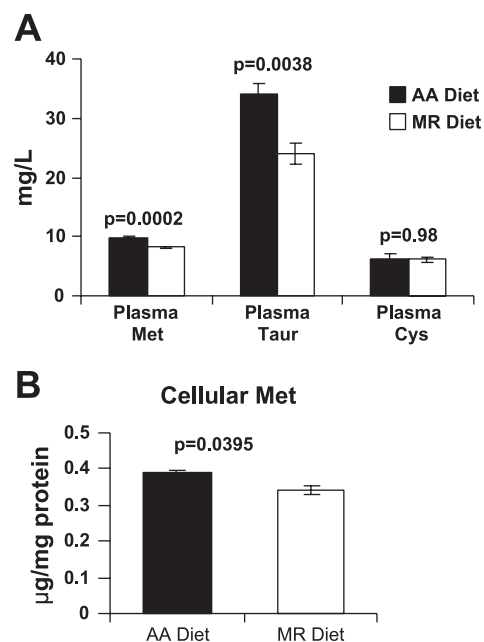 A
p=0.0038
40
AA Diet
MR Diet
30
mg/L
20
p=0.0002
p=0.98
10
0
Plasma Met
Plasma Taur
Plasma Cys
B
Cellular Met
0.5
p=0.0395
0.4
0.3
µg/mg protein
0.2
0.1
0
AA Diet
MR Diet